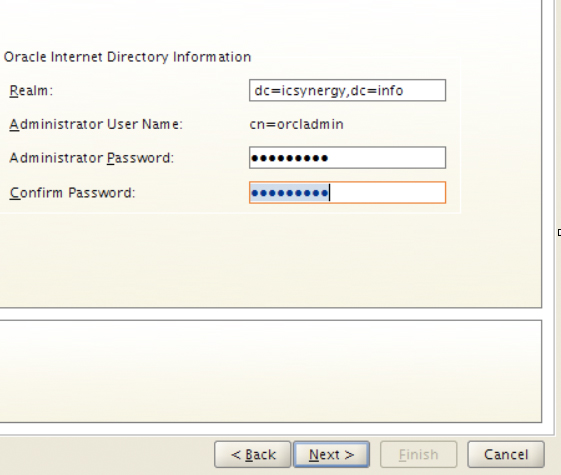 Oracle Internet Directory Information
Realm: dc=icsynergy,dc=info
Administrator User Name: cn=orcladmin
Administrator Password: ●●●●●●●●●
Confirm Password: ●●●●●●●●●
< Back Next > Finish Cancel